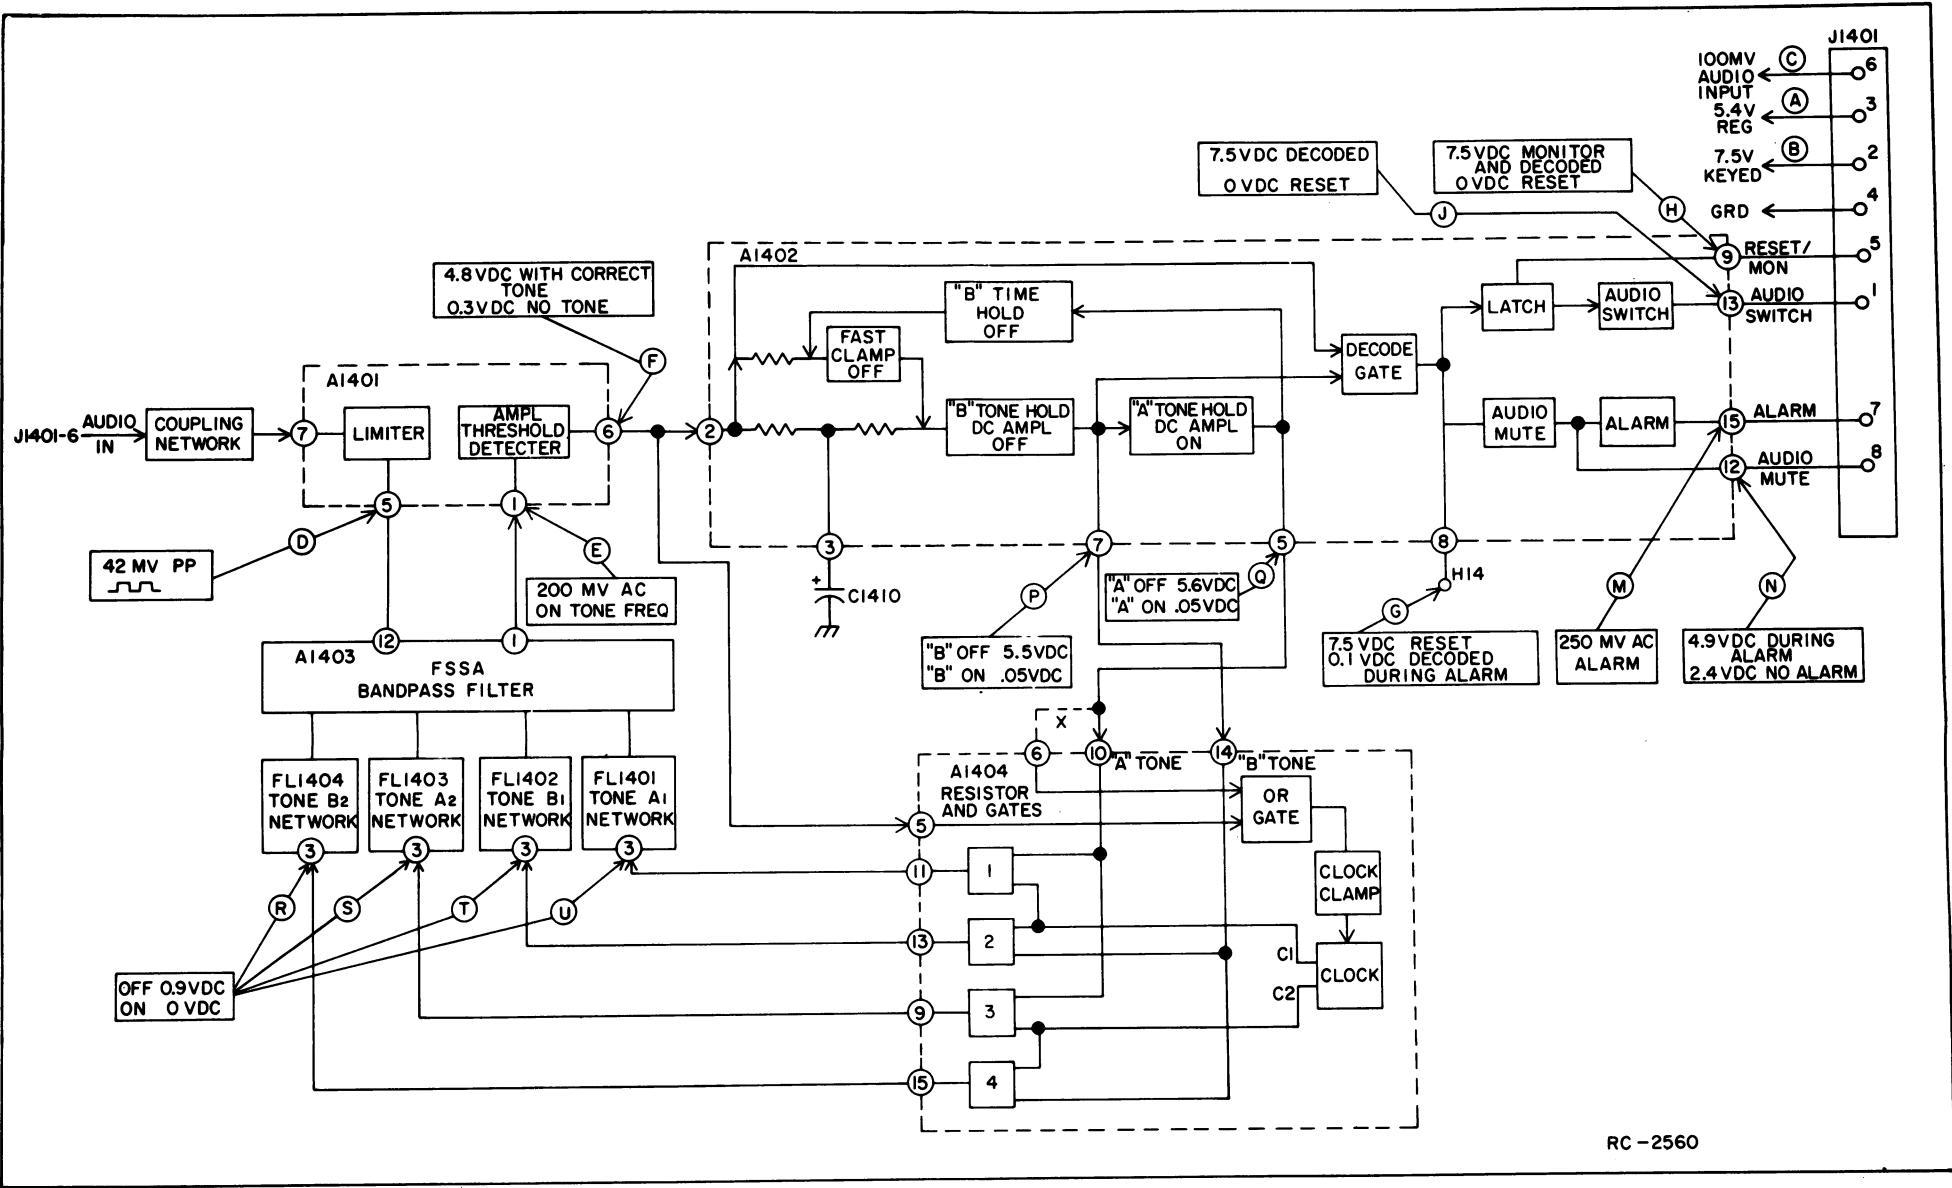 J1401
100MV
AUDIO
INPUT
C
6
5.4V
REG
A
3
7.5V
KEYED
B
2
GRD
4
7.5VDC DECODED
0VDC RESET
7.5VDC MONITOR
AND DECODED
0VDC RESET
J
H
9
RESET/
MON
5
13
AUDIO
SWITCH
1
A1402
4.8VDC WITH CORRECT
TONE
0.3VDC NO TONE
F
"B" TIME
HOLD
OFF
FAST
CLAMP
OFF
LATCH
AUDIO
SWITCH
DECODE
GATE
A1401
J1401-6
AUDIO
IN
COUPLING
NETWORK
7
LIMITER
AMPL
THRESHOLD
DETECTER
6
2
"B" TONE HOLD
DC AMPL
OFF
"A" TONE HOLD
DC AMPL
ON
AUDIO
MUTE
ALARM
15
ALARM
7
12
AUDIO
MUTE
8
5
1
D
E
42 MV PP
200 MV AC
ON TONE FREQ
3
+
C1410
7
5
8
H14
P
Q
G
M
N
"A" OFF 5.6VDC
"A" ON .05VDC
"B" OFF 5.5VDC
"B" ON .05VDC
7.5 VDC RESET
0.1 VDC DECODED
DURING ALARM
250 MV AC
ALARM
4.9VDC DURING
ALARM
2.4VDC NO ALARM
12
1
A1403
FSSA
BANDPASS FILTER
X
6
10
"A" TONE
14
"B" TONE
FL1404
TONE B2
NETWORK
3
FL1403
TONE A2
NETWORK
3
FL1402
TONE B1
NETWORK
3
FL1401
TONE A1
NETWORK
3
A1404
RESISTOR
AND GATES
OR
GATE
5
11
1
CLOCK
CLAMP
R
S
T
U
13
2
C1
C2
CLOCK
OFF 0.9VDC
ON 0VDC
9
3
15
4
RC-2560